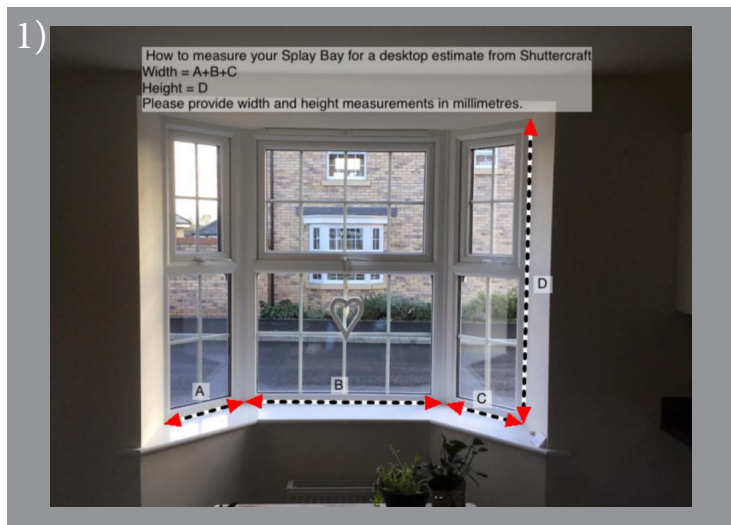 1)
How to measure your Splay Bay for a desktop estimate from Shuttercraft
Width = A+B+C
Height = D
Please provide width and height measurements in millimetres.
D
A
B
C